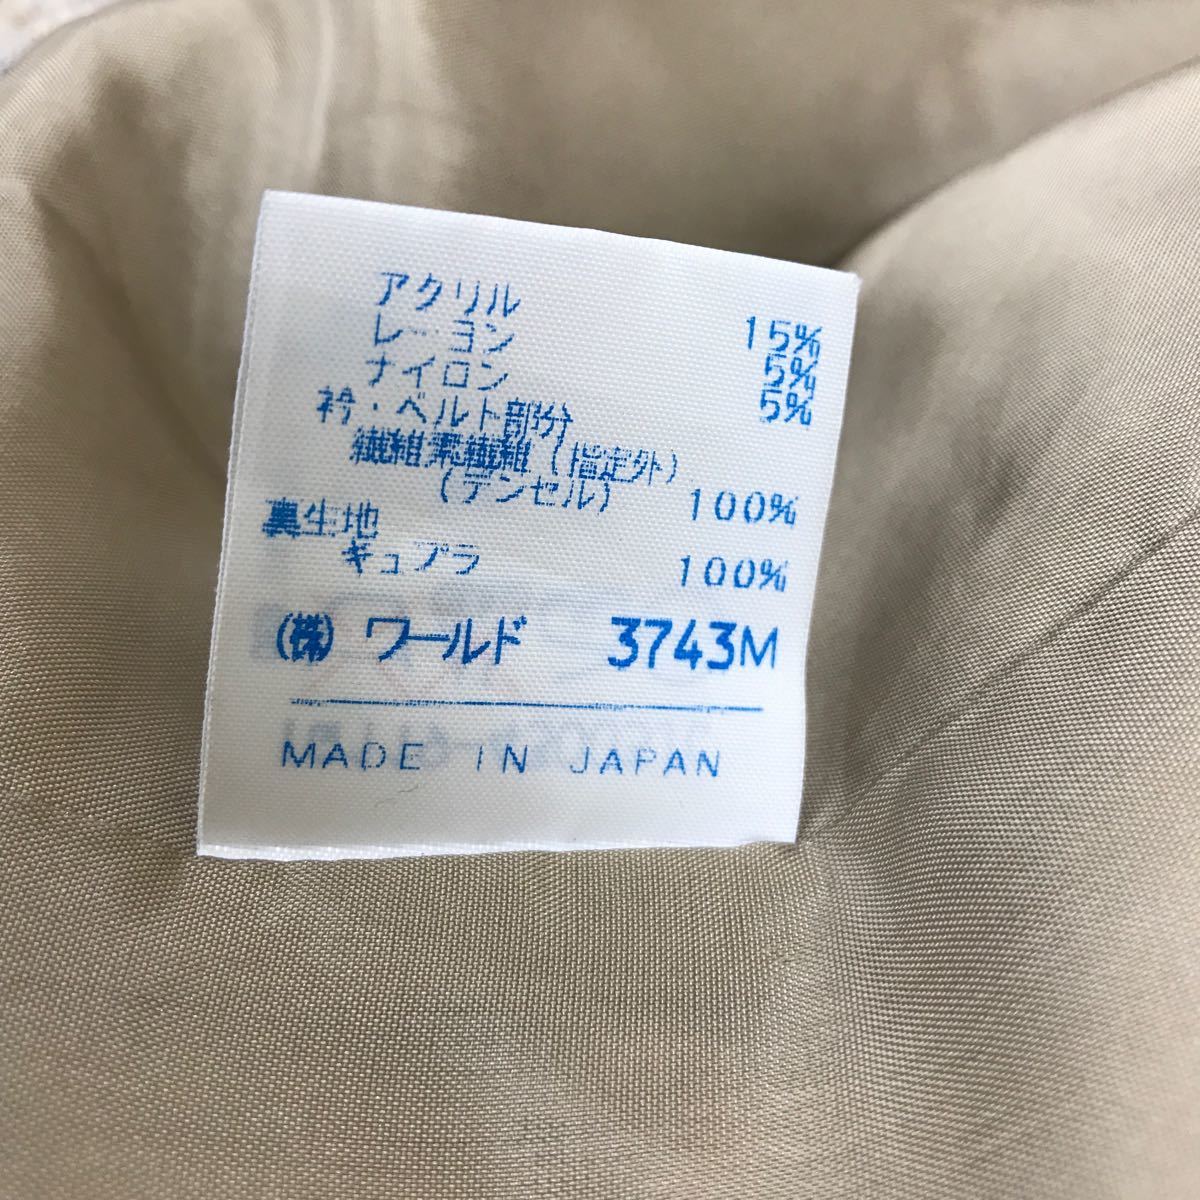 アクリル 15%
レーヨン 5%
ナイロン 5%
衿・ベルト部分
繊維素繊維(指定外)
(テンセル) 100%
裏生地
キュプラ 100%
(株) ワールド 3743M
MADE IN JAPAN